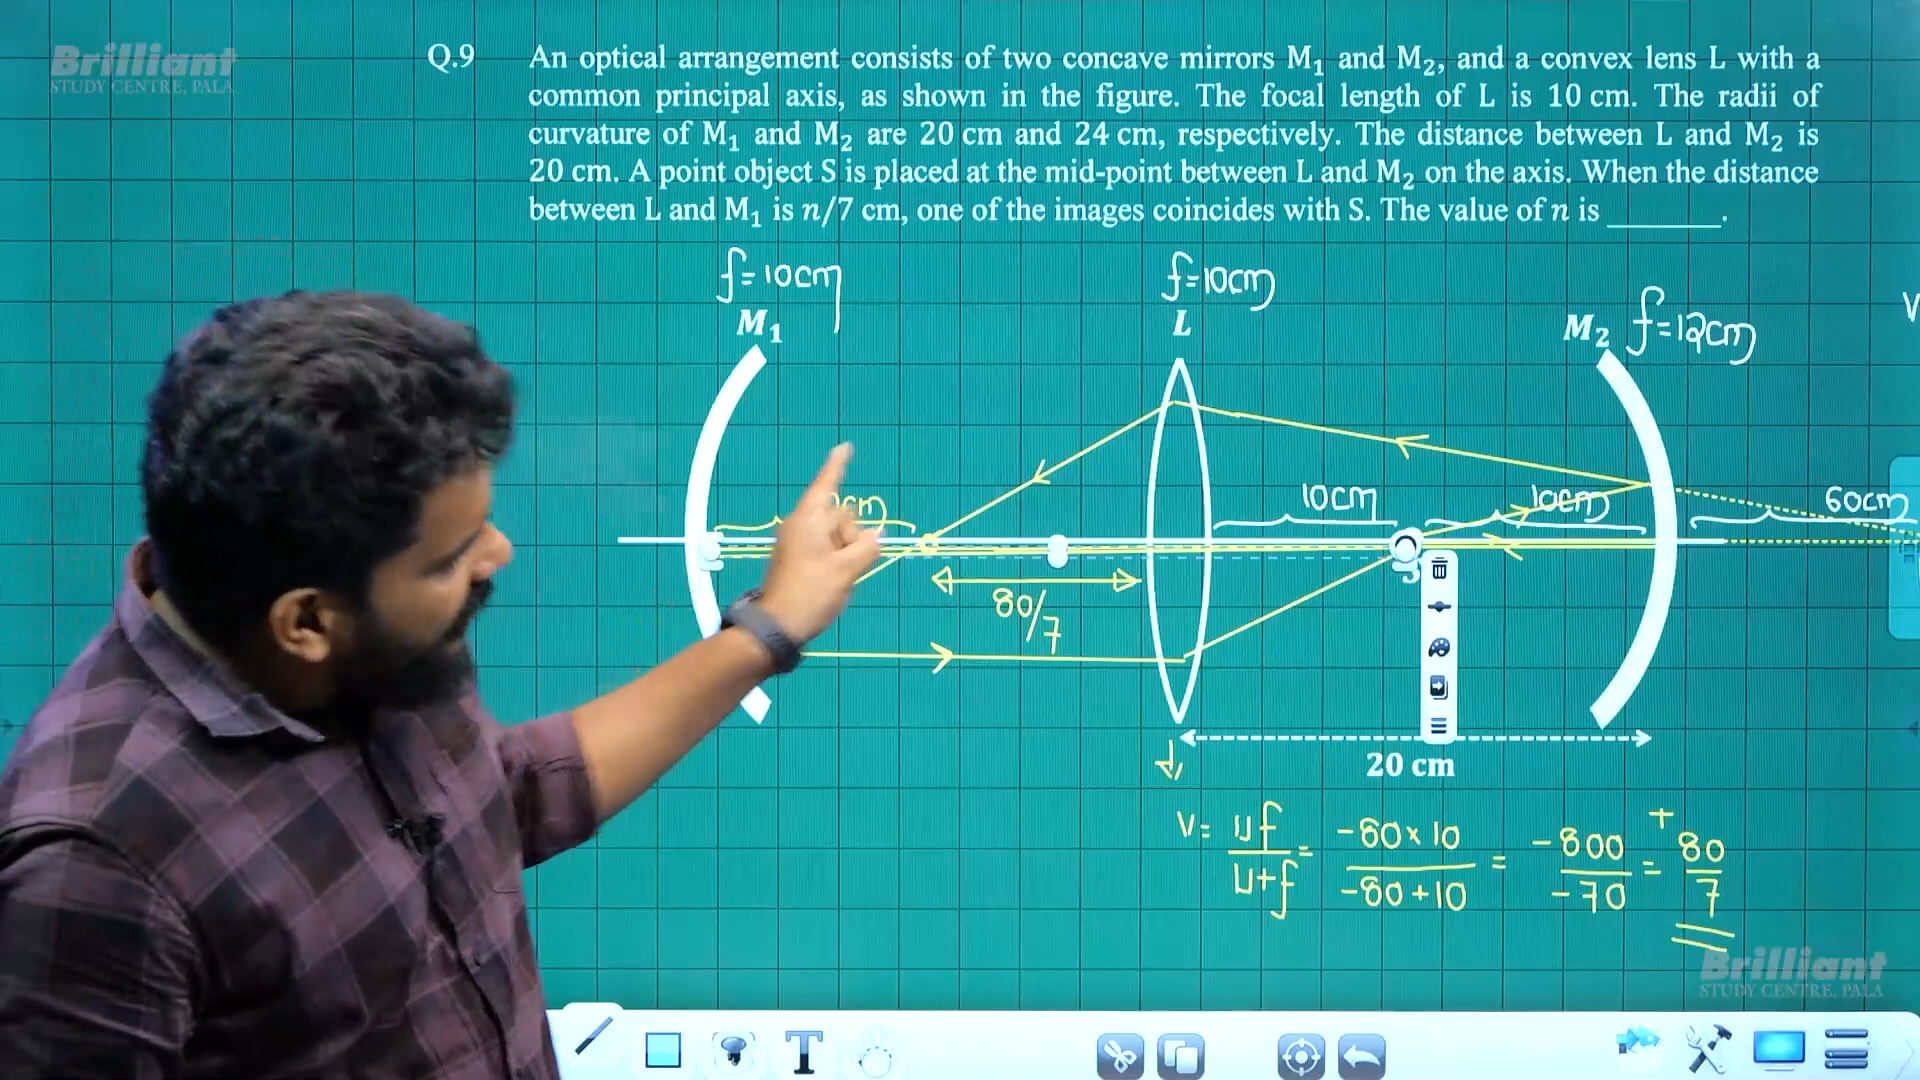 Brilliant
STUDY CENTRE, PALA
Q.9 An optical arrangement consists of two concave mirrors M₁ and M₂, and a convex lens L with a
common principal axis, as shown in the figure. The focal length of L is 10 cm. The radii of
curvature of M₁ and M₂ are 20 cm and 24 cm, respectively. The distance between L and M₂ is
20 cm. A point object S is placed at the mid-point between L and M₂ on the axis. When the distance
between L and M₁ is n/7 cm, one of the images coincides with S. The value of n is ______.
f=10cm
f=10cm
f=12cm
M₁
L
M₂
10cm
10cm
60cm
80/7
20 cm
V= uf/u+f = -80×10/-80+10 = -800/-70 = +80/7
Brilliant
STUDY CENTRE, PALA
T